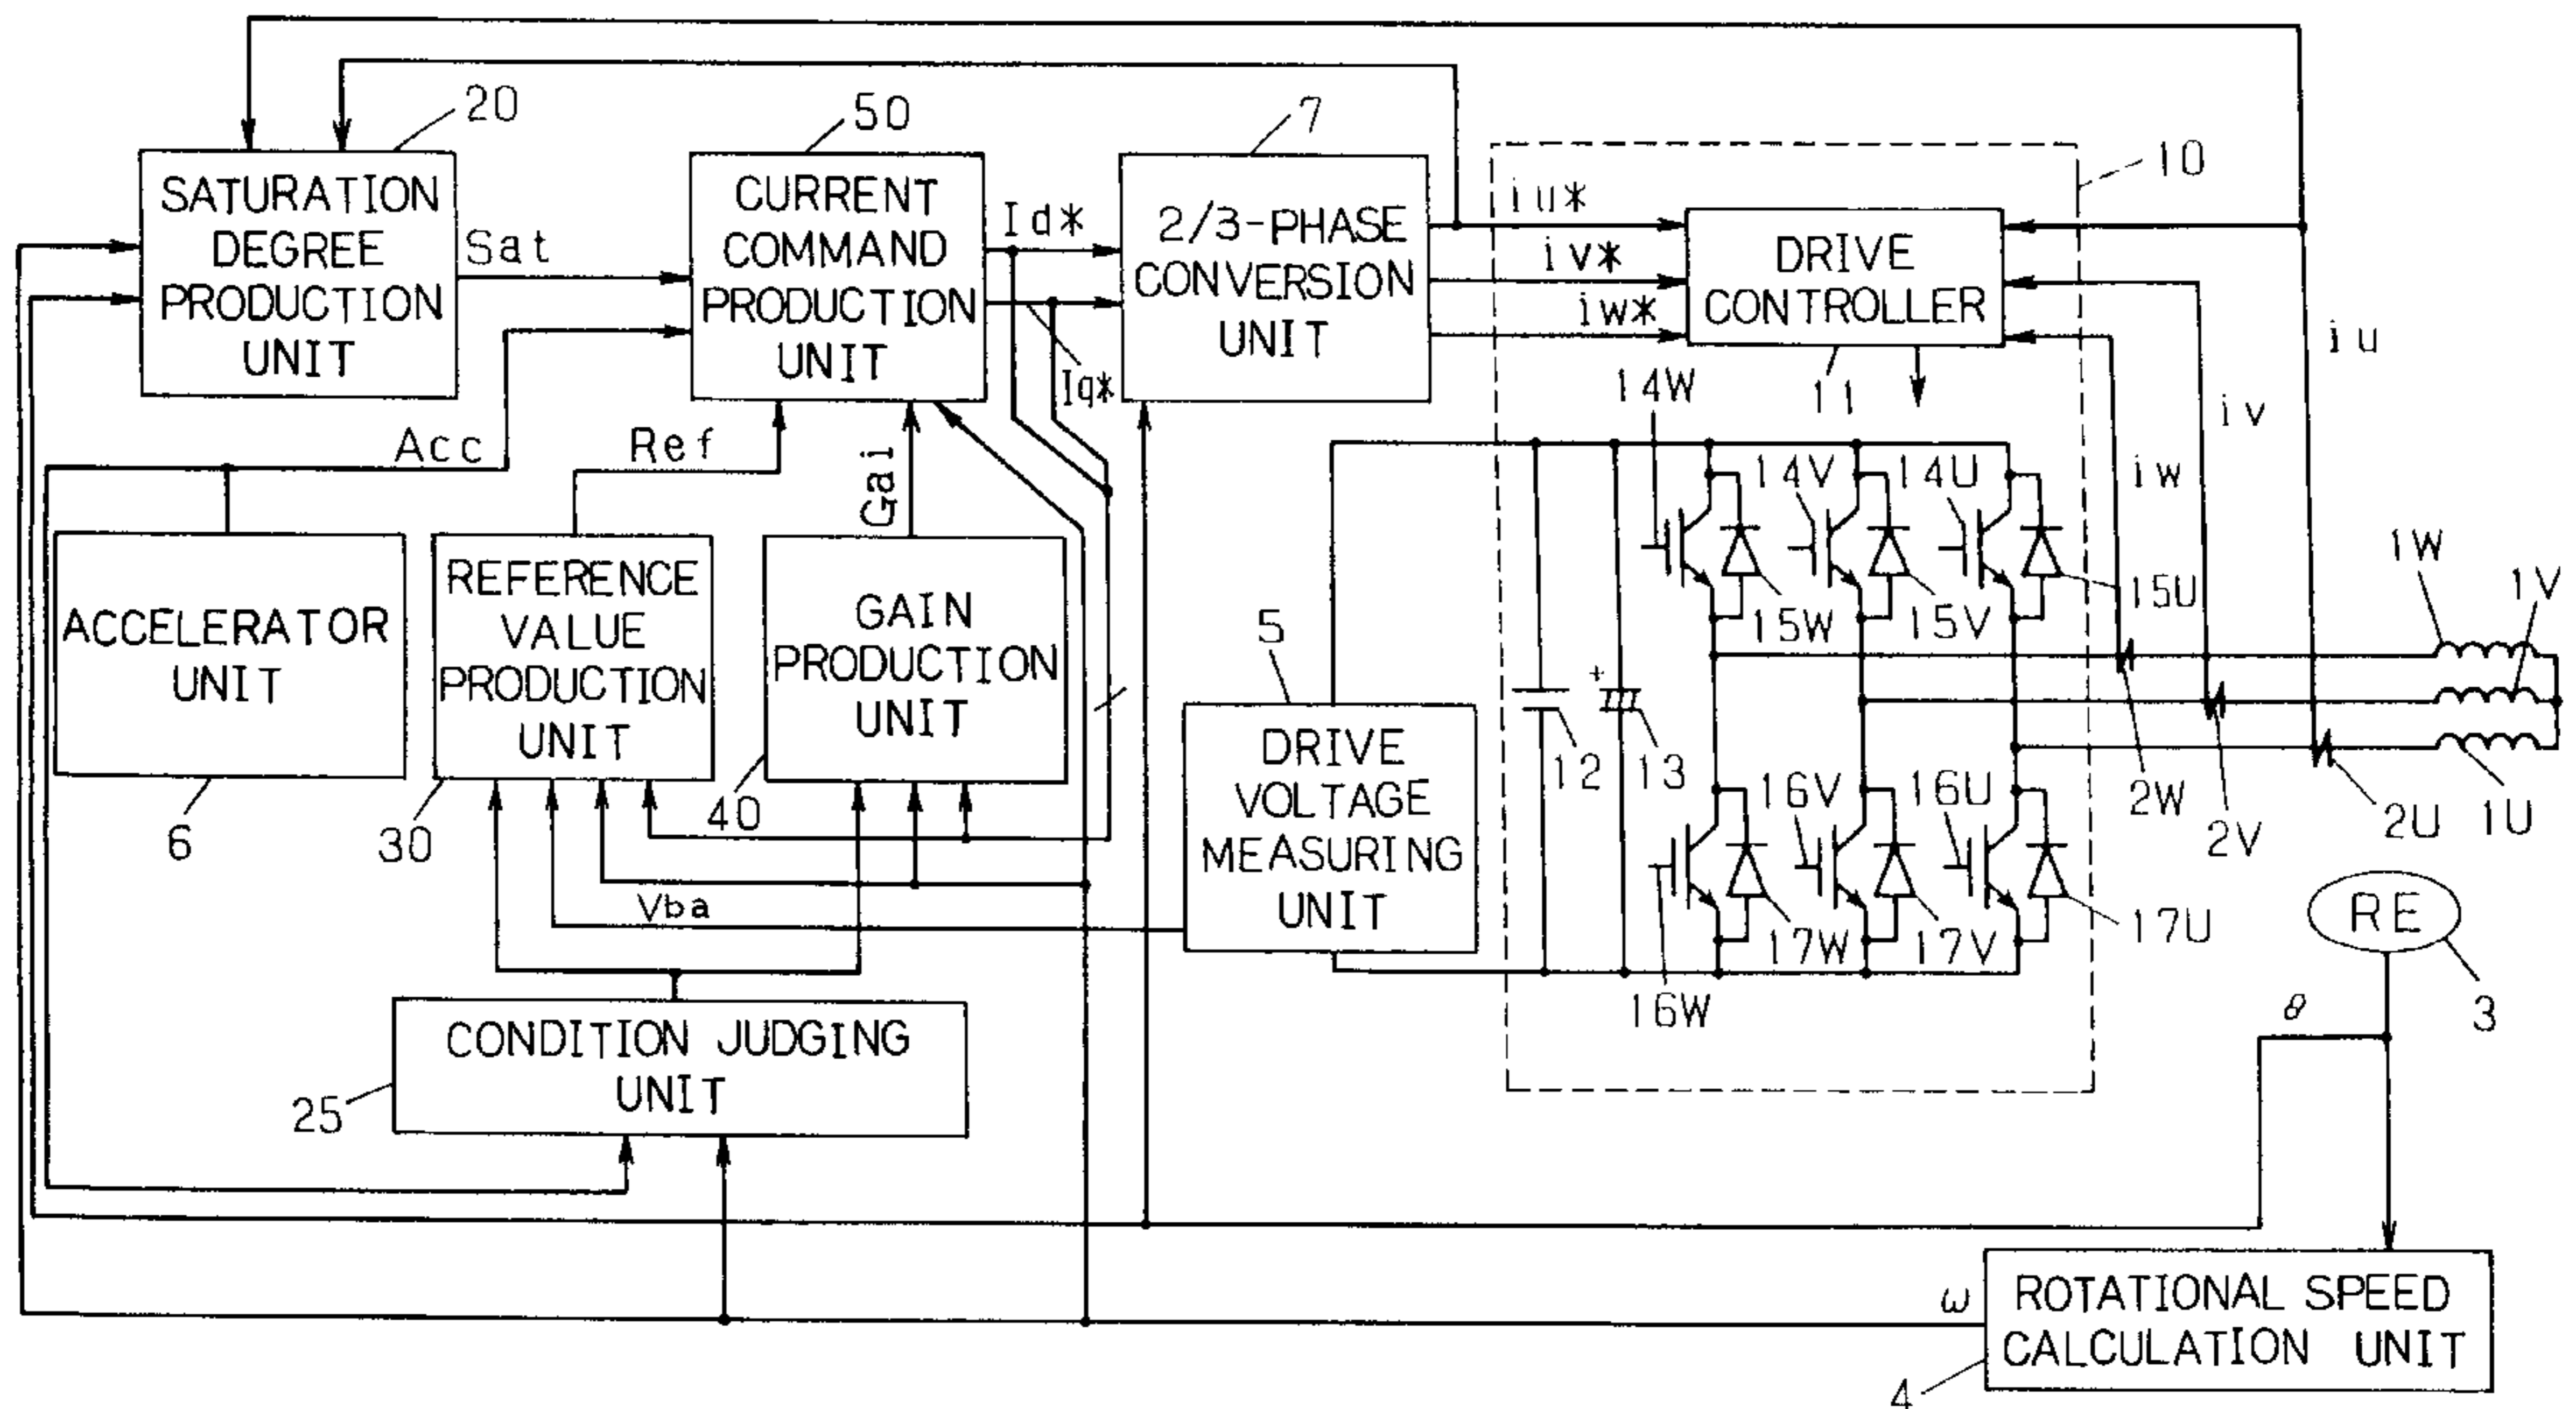 20
50
7
10
SATURATION
DEGREE
PRODUCTION
UNIT
Sat
CURRENT
COMMAND
PRODUCTION
UNIT
Id*
Iq*
2/3-PHASE
CONVERSION
UNIT
iu*
iv*
iw*
DRIVE
CONTROLLER
11
iu
iv
iw
Acc
Ref
Gai
14W
14V
14U
15W
15V
15U
1W
1V
1U
ACCELERATOR
UNIT
6
REFERENCE
VALUE
PRODUCTION
UNIT
30
GAIN
PRODUCTION
UNIT
40
5
DRIVE
VOLTAGE
MEASURING
UNIT
+
12
13
16V
16U
16W
17W
17V
17U
2W
2V
2U
Vba
RE
3
θ
CONDITION JUDGING
UNIT
25
ω
ROTATIONAL SPEED
CALCULATION UNIT
4